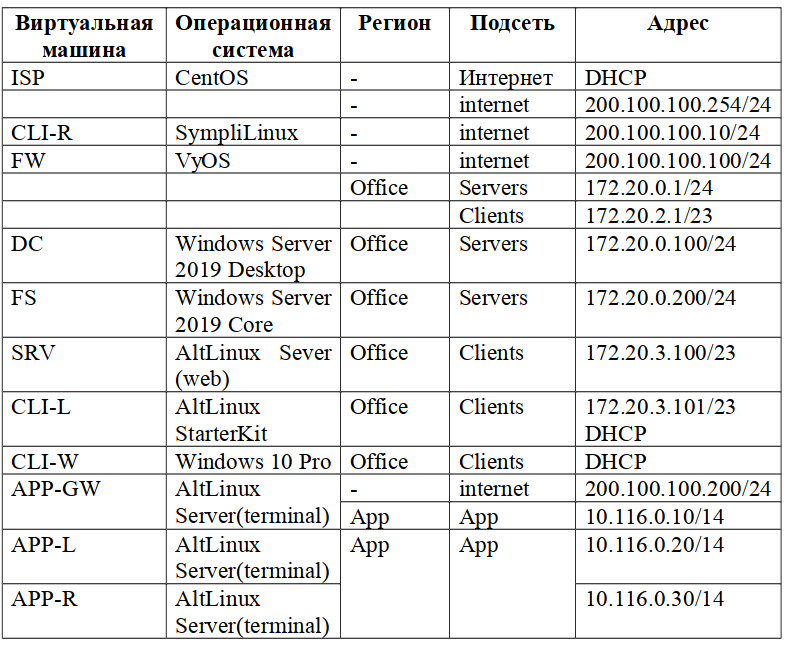 Виртуальная машина Операционная система Регион Подсеть Адрес
ISP CentOS - Интернет DHCP
- internet 200.100.100.254/24
CLI-R SympliLinux - internet 200.100.100.10/24
FW VyOS - internet 200.100.100.100/24
Office Servers 172.20.0.1/24
Clients 172.20.2.1/23
DC Windows Server Office Servers 172.20.0.100/24
2019 Desktop
FS Windows Server Office Servers 172.20.0.200/24
2019 Core
SRV AltLinux Sever Office Clients 172.20.3.100/23
(web)
CLI-L AltLinux Office Clients 172.20.3.101/23
StarterKit DHCP
CLI-W Windows 10 Pro Office Clients DHCP
APP-GW AltLinux - internet 200.100.100.200/24
Server(terminal) App App 10.116.0.10/14
APP-L AltLinux App App 10.116.0.20/14
Server(terminal)
APP-R AltLinux 10.116.0.30/14
Server(terminal)